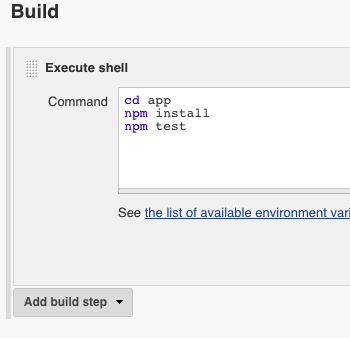 Build
Execute shell
Command
cd app
npm install
npm test
See the list of available environment vari
Add build step